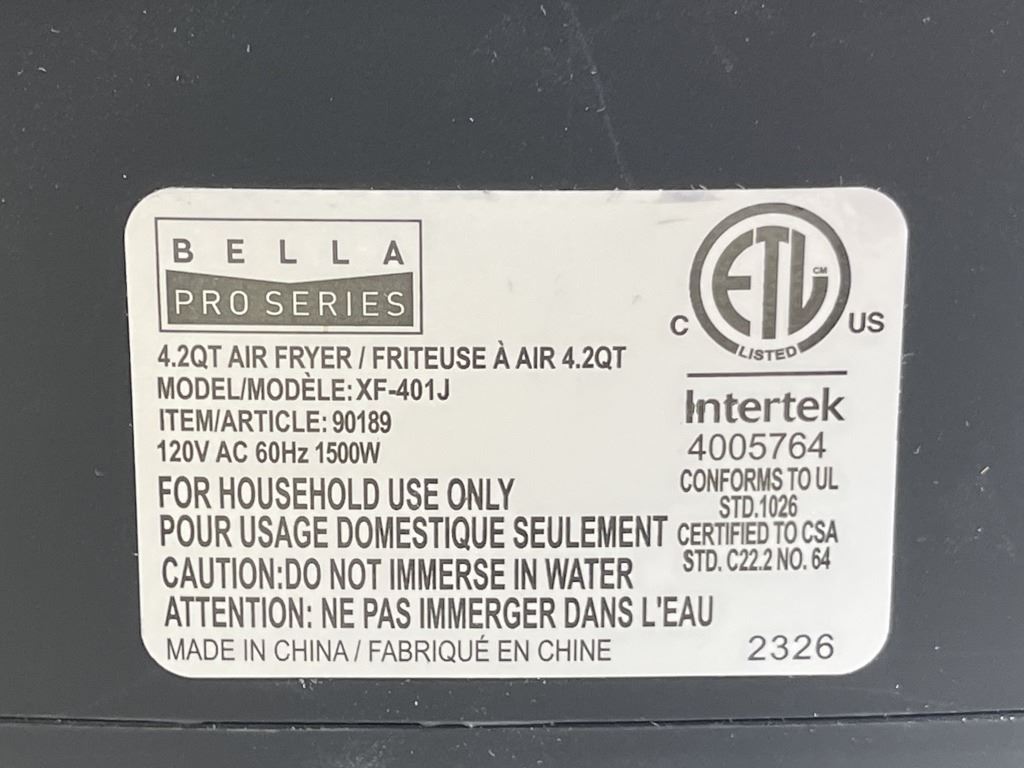 BELLA
PRO SERIES
4.2QT AIR FRYER / FRITEUSE À AIR 4.2QT
MODEL/MODÈLE: XF-401J
ITEM/ARTICLE: 90189
120V AC 60Hz 1500W
FOR HOUSEHOLD USE ONLY
POUR USAGE DOMESTIQUE SEULEMENT
CAUTION:DO NOT IMMERSE IN WATER
ATTENTION: NE PAS IMMERGER DANS L'EAU
MADE IN CHINA / FABRIQUÉ EN CHINE
ETL CM
C US
LISTED
Intertek
4005764
CONFORMS TO UL
STD.1026
CERTIFIED TO CSA
STD. C22.2 NO. 64
2326